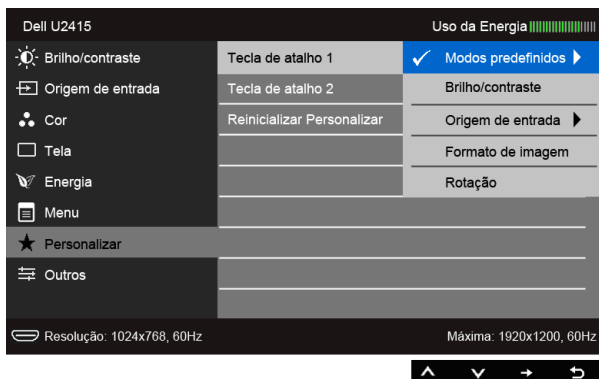 Dell U2415 Uso da Energia
Brilho/contraste Tecla de atalho 1 Modos predefinidos
Origem de entrada Tecla de atalho 2 Brilho/contraste
Cor Reinicializar Personalizar Origem de entrada
Tela Formato de imagem
Energia Rotação
Menu
Personalizar
Outros
Resolução: 1024x768, 60Hz Máxima: 1920x1200, 60Hz